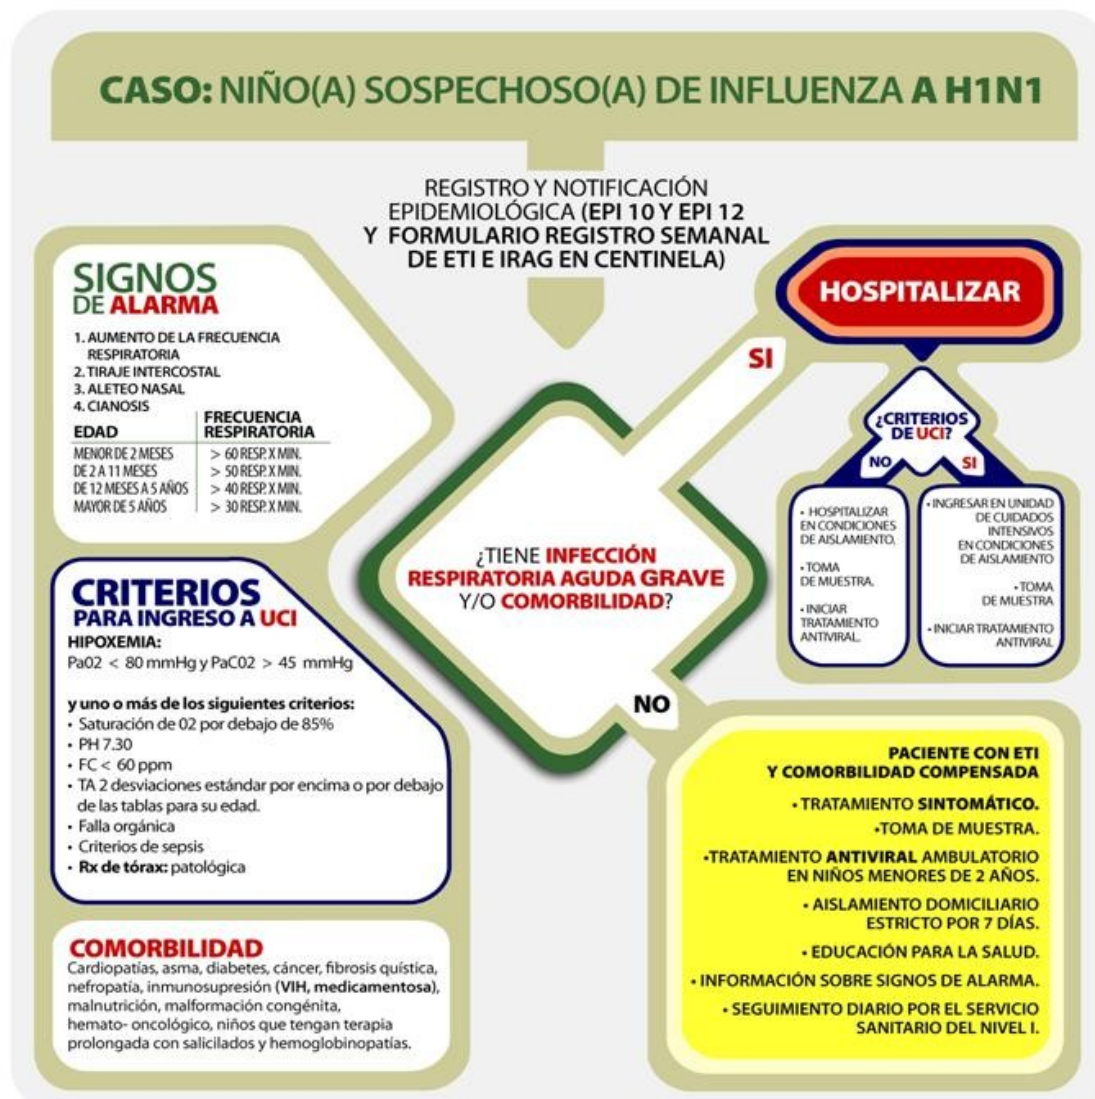 CASO: NIÑO(A) SOSPECHOSO(A) DE INFLUENZA A H1N1
REGISTRO Y NOTIFICACIÓN
EPIDEMIOLÓGICA (EPI 10 Y EPI 12
Y FORMULARIO REGISTRO SEMANAL
DE ETI E IRAG EN CENTINELA)
SIGNOS
DE ALARMA
1. AUMENTO DE LA FRECUENCIA
RESPIRATORIA
2. TIRAJE INTERCOSTAL
3. ALETEO NASAL
4. CIANOSIS
EDAD FRECUENCIA
RESPIRATORIA
MENOR DE 2 MESES > 60 RESP. X MIN.
DE 2 A 11 MESES > 50 RESP. X MIN.
DE 12 MESES A 5 AÑOS > 40 RESP. X MIN.
MAYOR DE 5 AÑOS > 30 RESP. X MIN.
CRITERIOS
PARA INGRESO A UCI
HIPOXEMIA:
Pa02 < 80 mmHg y PaC02 > 45 mmHg
y uno o más de los siguientes criterios:
• Saturación de 02 por debajo de 85%
• PH 7.30
• FC < 60 ppm
• TA 2 desviaciones estándar por encima o por debajo
de las tablas para su edad.
• Falla orgánica
• Criterios de sepsis
• Rx de tórax: patológica
COMORBILIDAD
Cardiopatías, asma, diabetes, cáncer, fibrosis quística,
nefropatía, inmunosupresión (VIH, medicamentosa),
malnutrición, malformación congénita,
hemato- oncológico, niños que tengan terapia
prolongada con salicilados y hemoglobinopatías.
¿TIENE INFECCIÓN
RESPIRATORIA AGUDA GRAVE
Y/O COMORBILIDAD?
SI
HOSPITALIZAR
¿CRITERIOS
DE UCI?
NO
SI
• HOSPITALIZAR
EN CONDICIONES
DE AISLAMIENTO.
• TOMA
DE MUESTRA.
• INICIAR
TRATAMIENTO
ANTIVIRAL.
• INGRESAR EN UNIDAD
DE CUIDADOS
INTENSIVOS
EN CONDICIONES
DE AISLAMIENTO
• TOMA
DE MUESTRA
• INICIAR TRATAMIENTO
ANTIVIRAL
NO
PACIENTE CON ETI
Y COMORBILIDAD COMPENSADA
• TRATAMIENTO SINTOMÁTICO.
•TOMA DE MUESTRA.
•TRATAMIENTO ANTIVIRAL AMBULATORIO
EN NIÑOS MENORES DE 2 AÑOS.
• AISLAMIENTO DOMICILIARIO
ESTRICTO POR 7 DÍAS.
• EDUCACIÓN PARA LA SALUD.
• INFORMACIÓN SOBRE SIGNOS DE ALARMA.
• SEGUIMIENTO DIARIO POR EL SERVICIO
SANITARIO DEL NIVEL I.